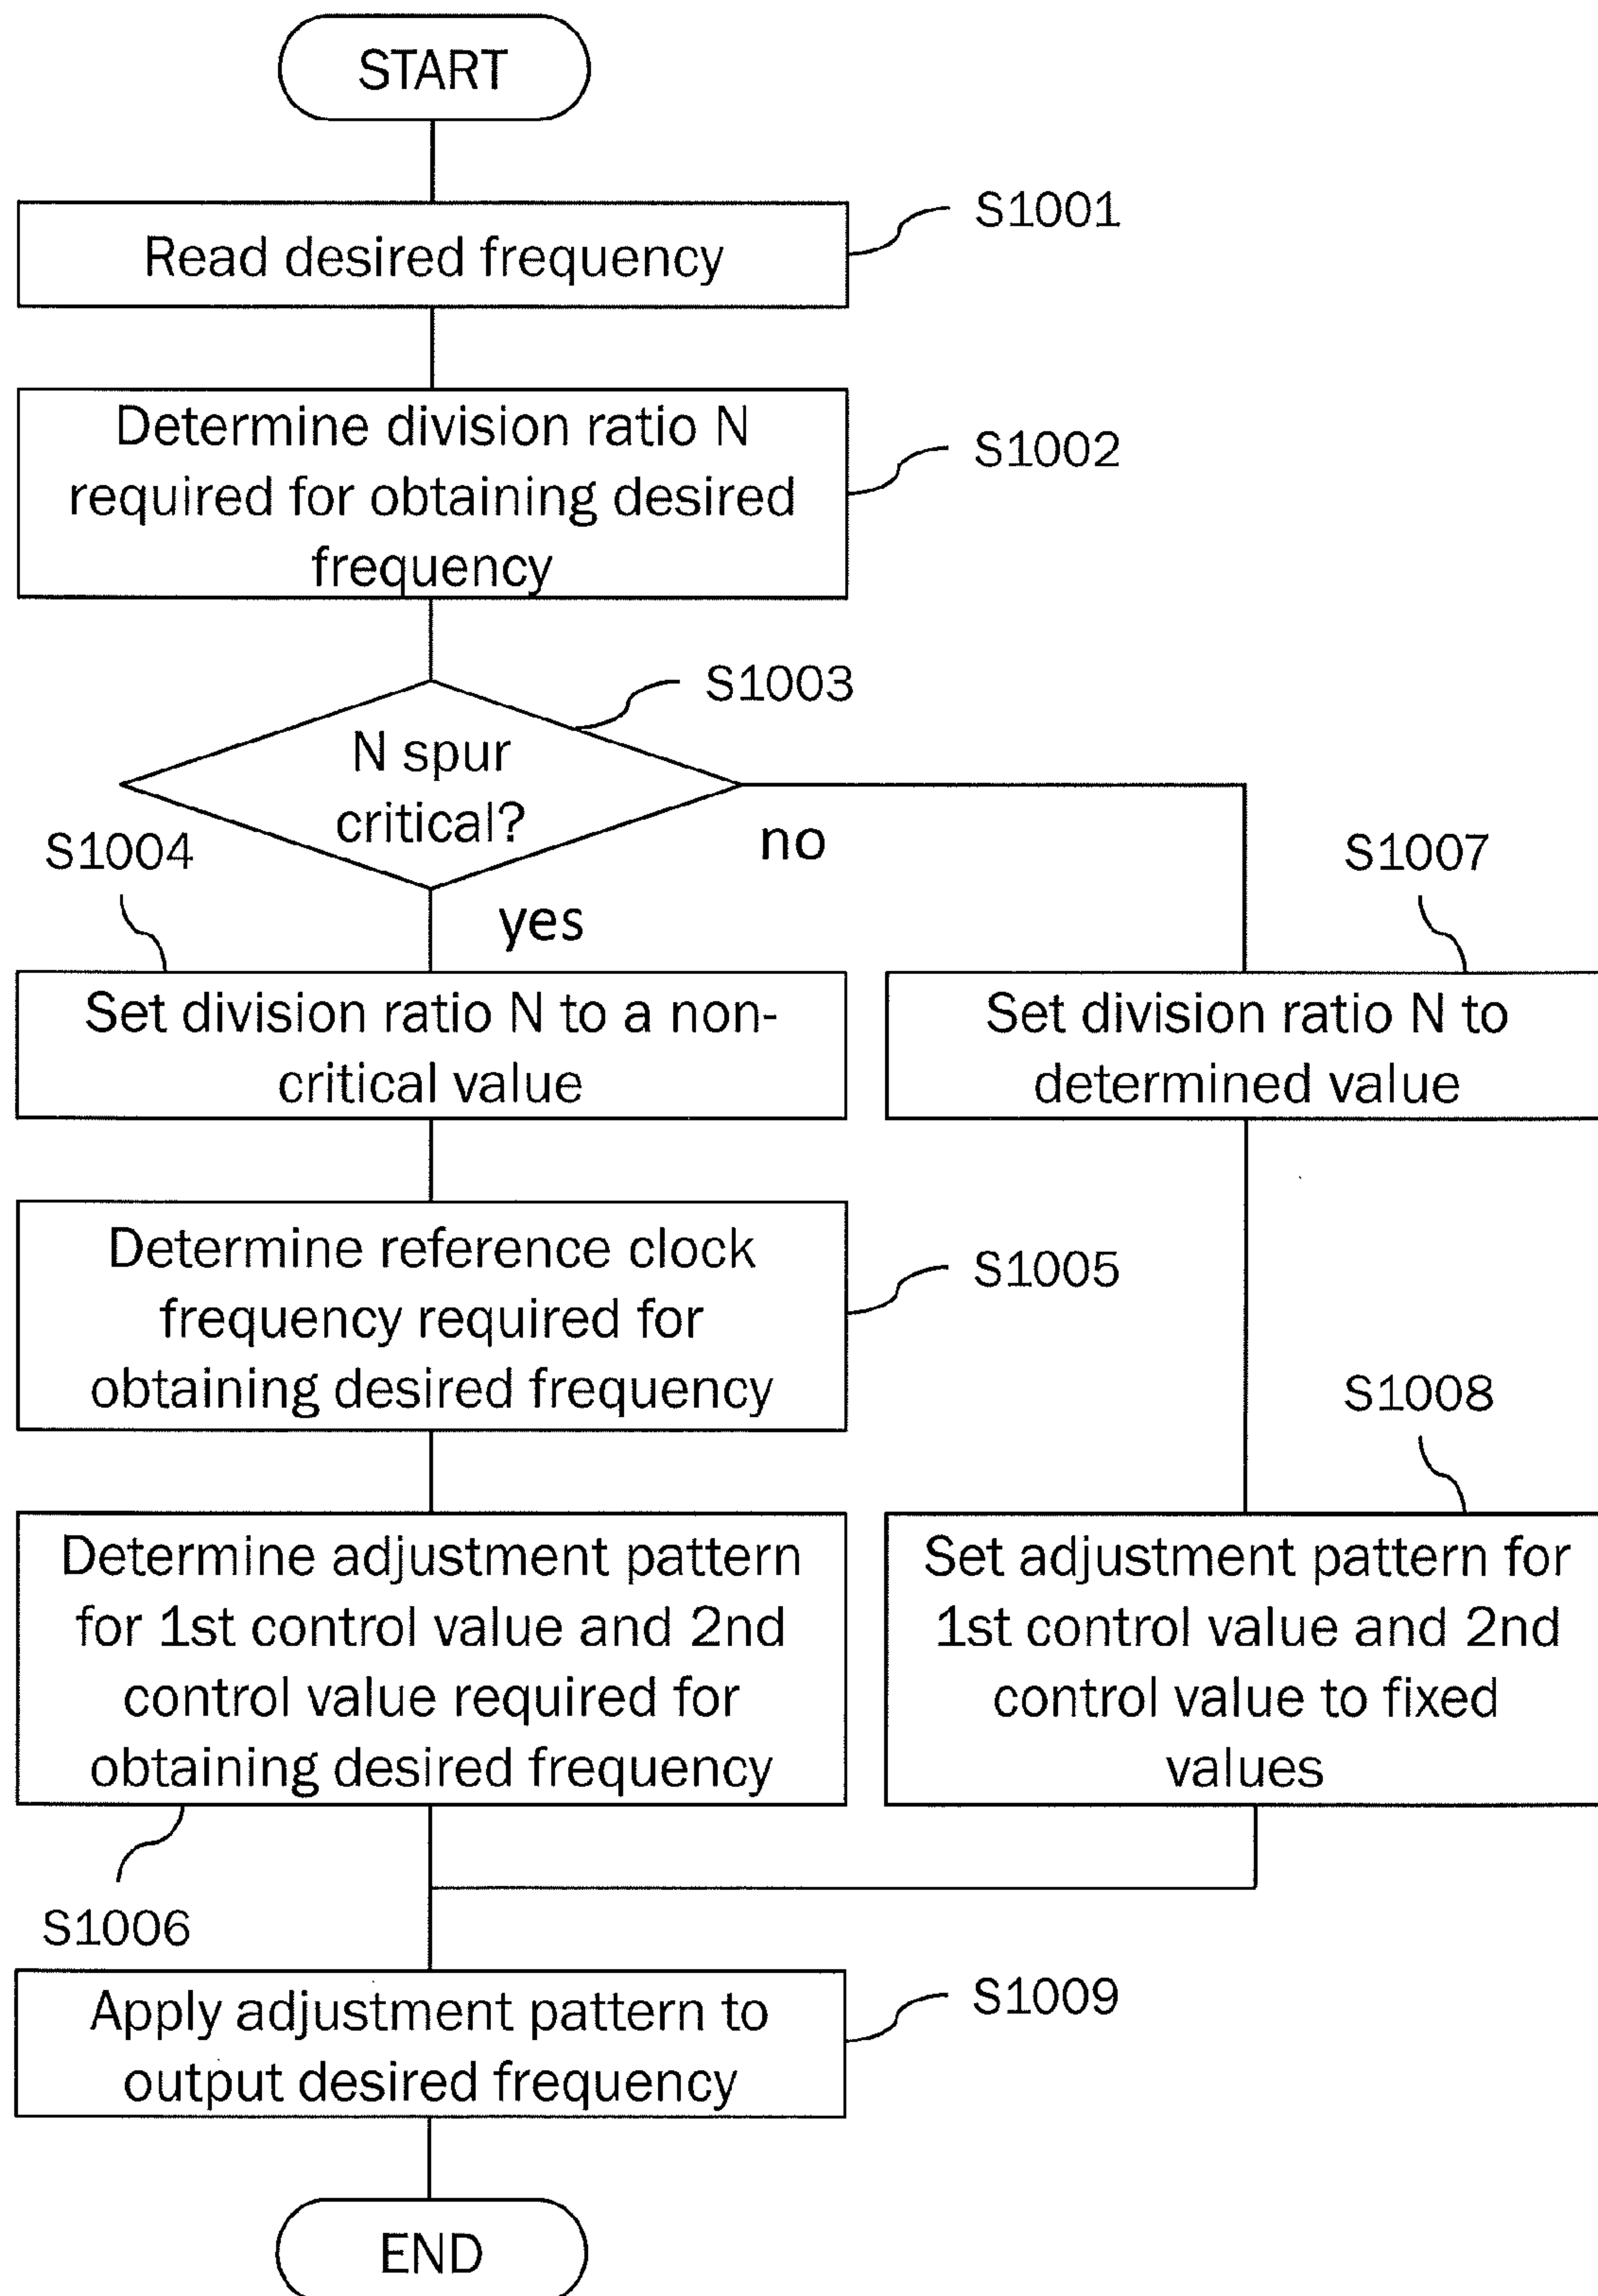 START
S1001
Read desired frequency
Determine division ratio N
required for obtaining desired
frequency
S1002
S1003
N spur
critical?
no
yes
S1004
Set division ratio N to a non-
critical value
S1007
Set division ratio N to
determined value
Determine reference clock
frequency required for
obtaining desired frequency
S1005
S1008
Determine adjustment pattern
for 1st control value and 2nd
control value required for
obtaining desired frequency
S1006
Set adjustment pattern for
1st control value and 2nd
control value to fixed
values
Apply adjustment pattern to
output desired frequency
S1009
END